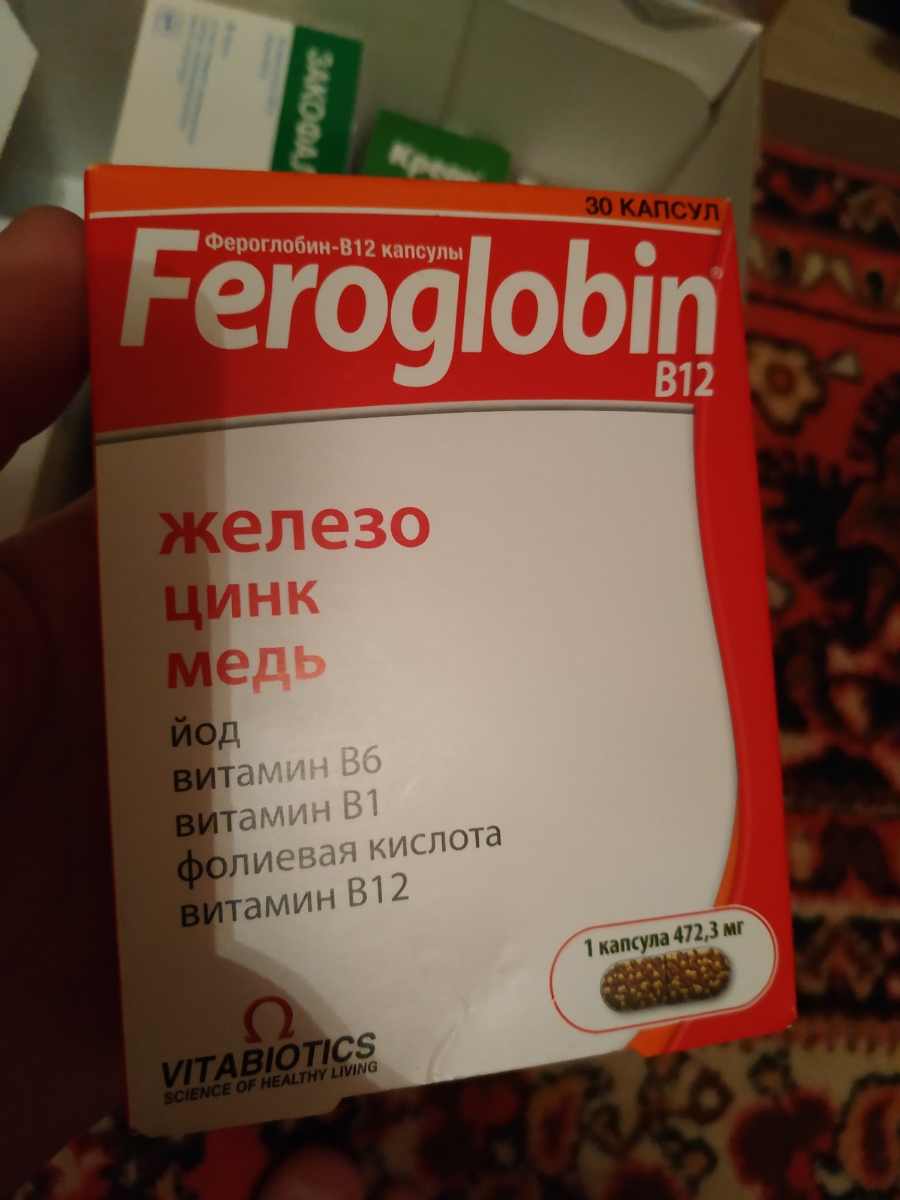 ЗАКОФАЛ
30 КАПСУЛ
Фероглобин-В12 капсулы
Feroglobin®
B12
железо
цинк
медь
йод
витамин В6
витамин В1
фолиевая кислота
витамин В12
1 капсула 472,3 мг
VITABIOTICS
SCIENCE OF HEALTHY LIVING